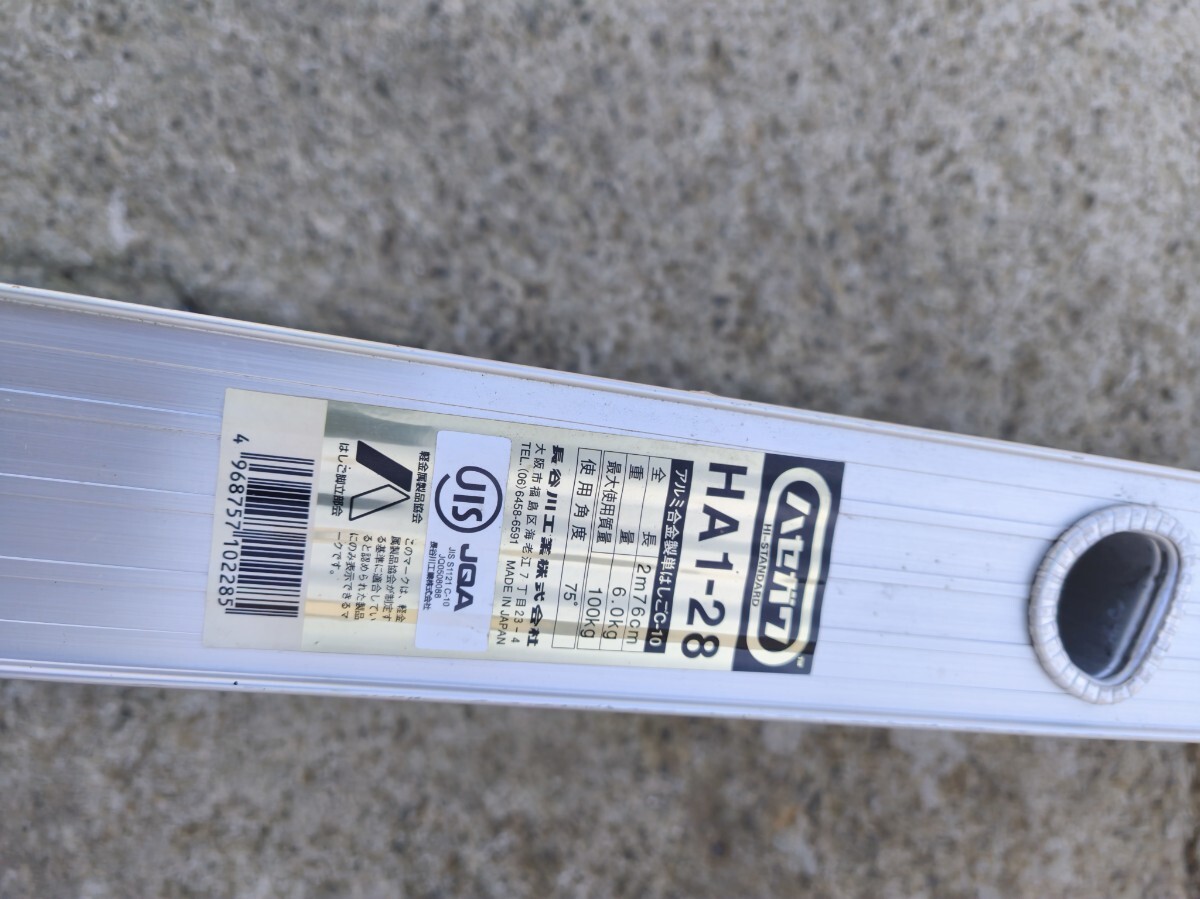 ハセガワ
HI-STANDARD
HA1-28
アルミ合金製単はしごC-10
全長 2m76cm
重量 6.0kg
最大使用質量 100kg
使用角度 75°
長谷川工業株式会社
大阪市福島区海老江7丁目23-4
TEL.(06)6458-6591 MADE IN JAPAN
JIS JQA
JIS S1121 C-10
JQ0508088
長谷川工業株式会社
軽金属製品協会
はしご脚立部会
このマークは、軽金
属製品協会が制定す
る基準に適合してい
ると認められた製品
にのみ表示できるマ
ークです。
4 968757 102285